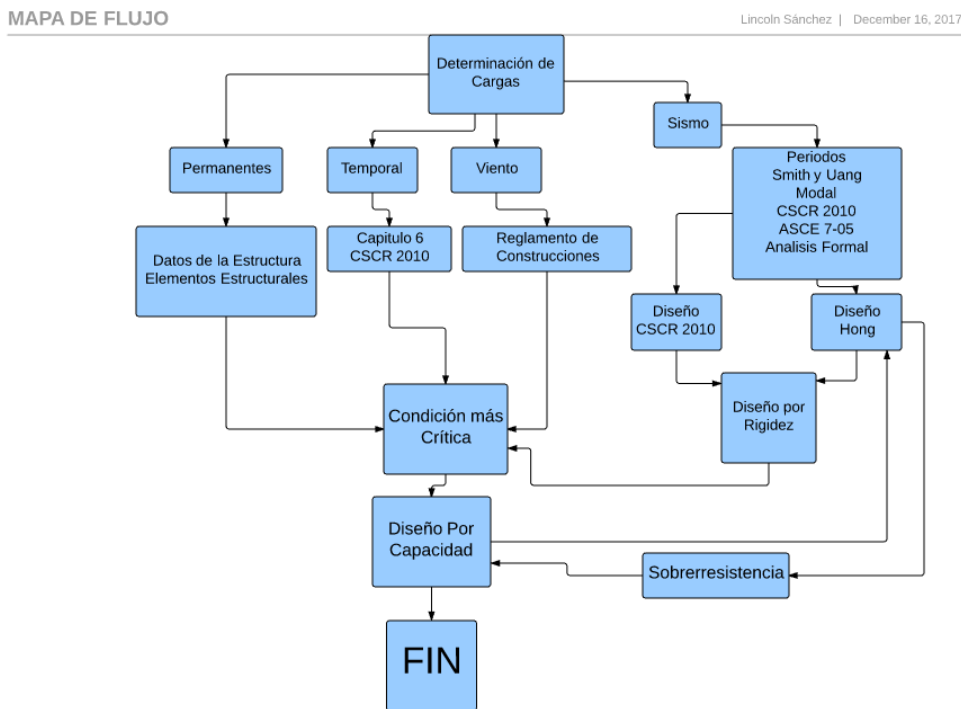 MAPA DE FLUJO
Lincoln Sánchez | December 16, 2017
Determinación de
Cargas
Sismo
Permanentes
Temporal
Viento
Periodos
Smith y Uang
Modal
CSCR 2010
ASCE 7-05
Analisis Formal
Datos de la Estructura
Elementos Estructurales
Capitulo 6
CSCR 2010
Reglamento de
Construcciones
Diseño
CSCR 2010
Diseño
Hong
Condición más
Crítica
Diseño por
Rigidez
Diseño Por
Capacidad
Sobrerresistencia
FIN